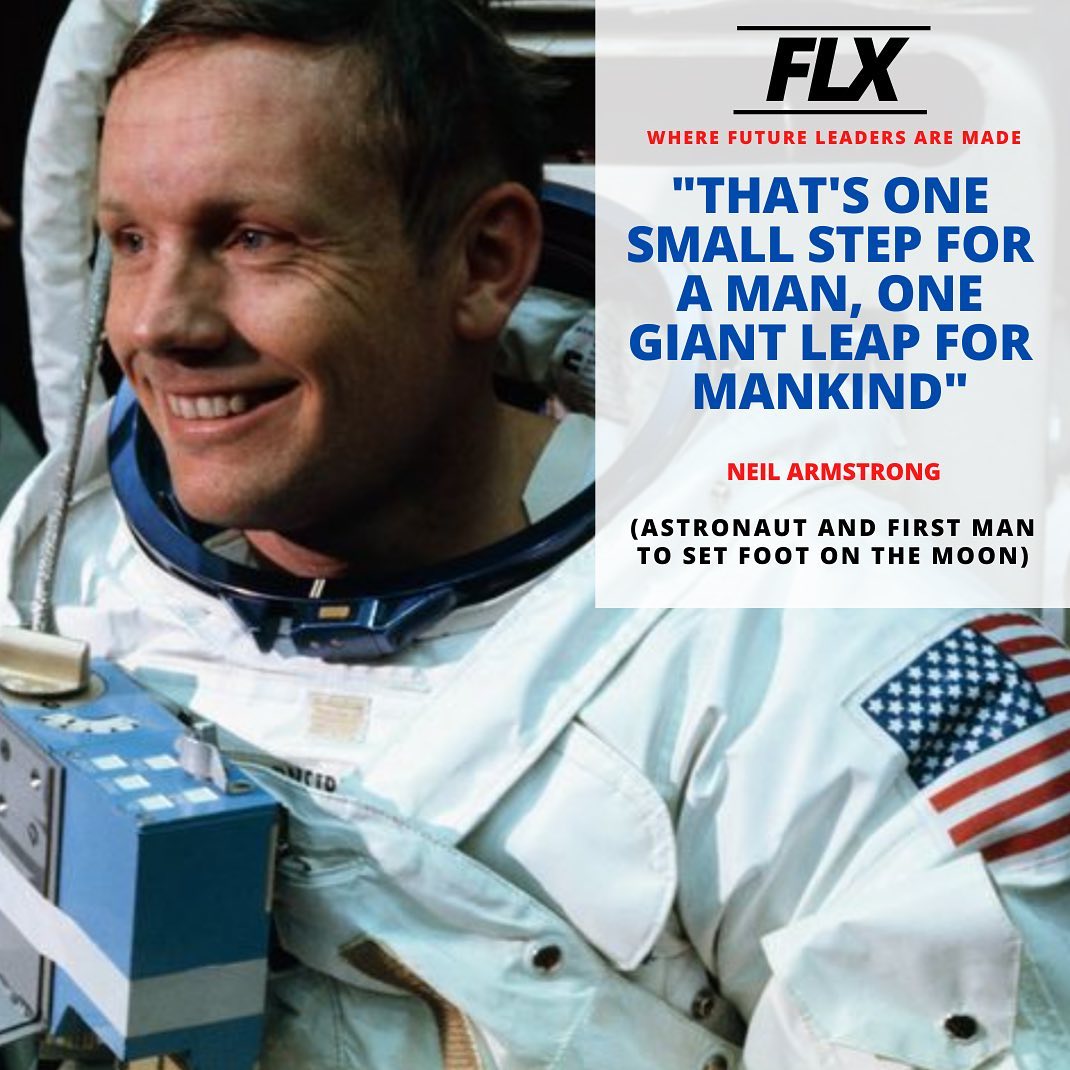 FLX
WHERE FUTURE LEADERS ARE MADE
"THAT'S ONE
SMALL STEP FOR
A MAN, ONE
GIANT LEAP FOR
MANKIND"
NEIL ARMSTRONG
(ASTRONAUT AND FIRST MAN
TO SET FOOT ON THE MOON)